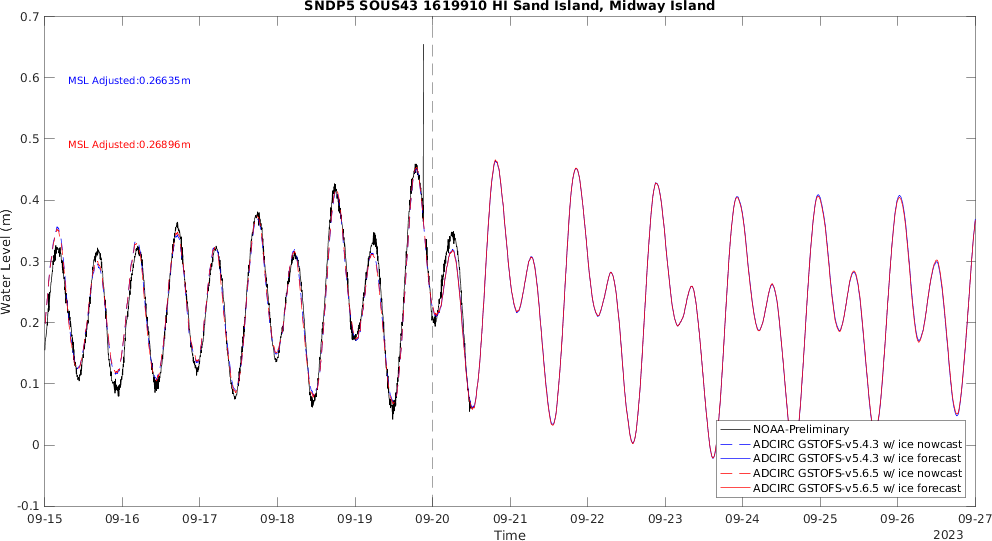 SNDP5 SOUS43 1619910 HI Sand Island, Midway Island
0.7
0.6
0.5
0.4
0.3
0.2
0.1
0
-0.1
Water Level (m)
MSL Adjusted:0.26635m
MSL Adjusted:0.26896m
NOAA-Preliminary
ADCIRC GSTOFS-v5.4.3 w/ ice nowcast
ADCIRC GSTOFS-v5.4.3 w/ ice forecast
ADCIRC GSTOFS-v5.6.5 w/ ice nowcast
ADCIRC GSTOFS-v5.6.5 w/ ice forecast
09-15 09-16 09-17 09-18 09-19 09-20 09-21 09-22 09-23 09-24 09-25 09-26 09-27
Time
2023